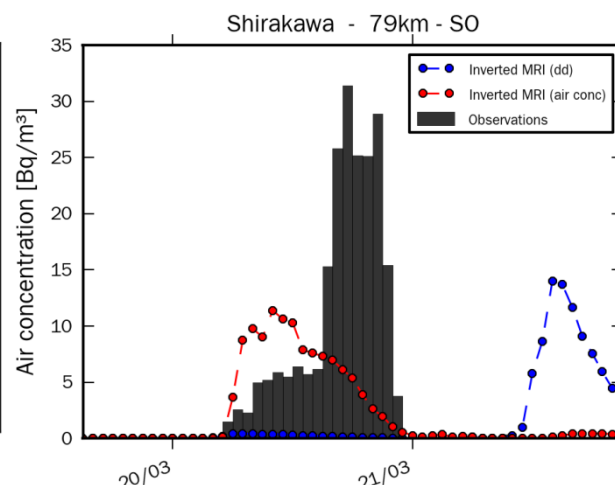 Shirakawa - 79km - SO
Air concentration [Bq/m³]
35
30
25
20
15
10
5
0
Inverted MRI (dd)
Inverted MRI (air conc)
Observations
20/03
21/03